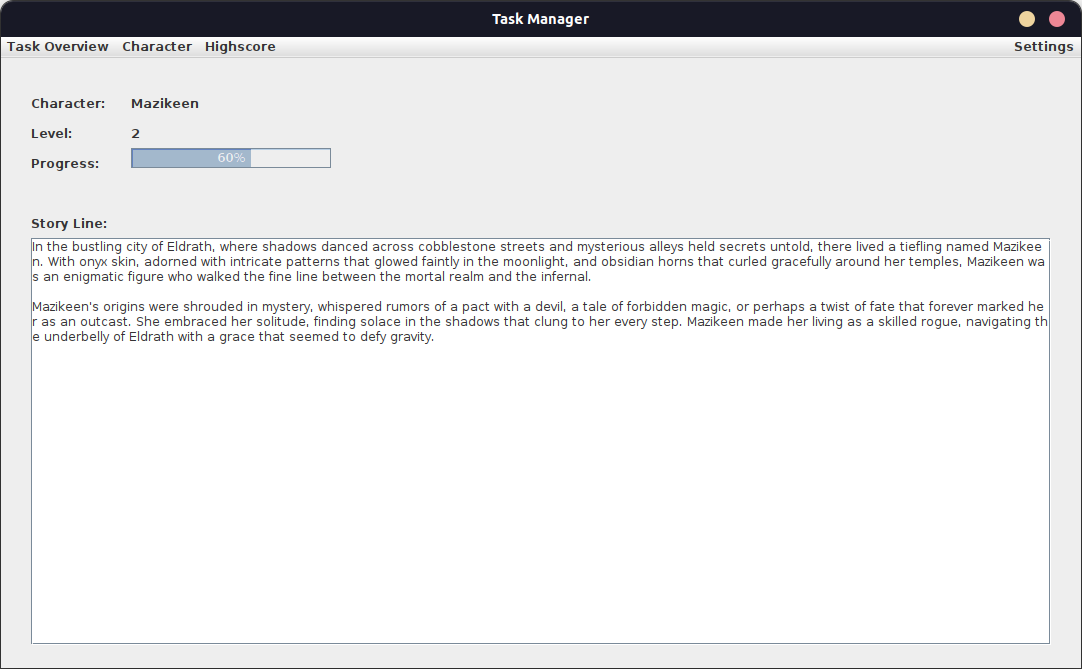 Task Manager
Task Overview Character Highscore Settings
Character: Mazikeen
Level: 2
Progress: 60%
Story Line:
In the bustling city of Eldrath, where shadows danced across cobblestone streets and mysterious alleys held secrets untold, there lived a tiefling named Mazikee
n. With onyx skin, adorned with intricate patterns that glowed faintly in the moonlight, and obsidian horns that curled gracefully around her temples, Mazikeen wa
s an enigmatic figure who walked the fine line between the mortal realm and the infernal.
Mazikeen's origins were shrouded in mystery, whispered rumors of a pact with a devil, a tale of forbidden magic, or perhaps a twist of fate that forever marked he
r as an outcast. She embraced her solitude, finding solace in the shadows that clung to her every step. Mazikeen made her living as a skilled rogue, navigating th
e underbelly of Eldrath with a grace that seemed to defy gravity.